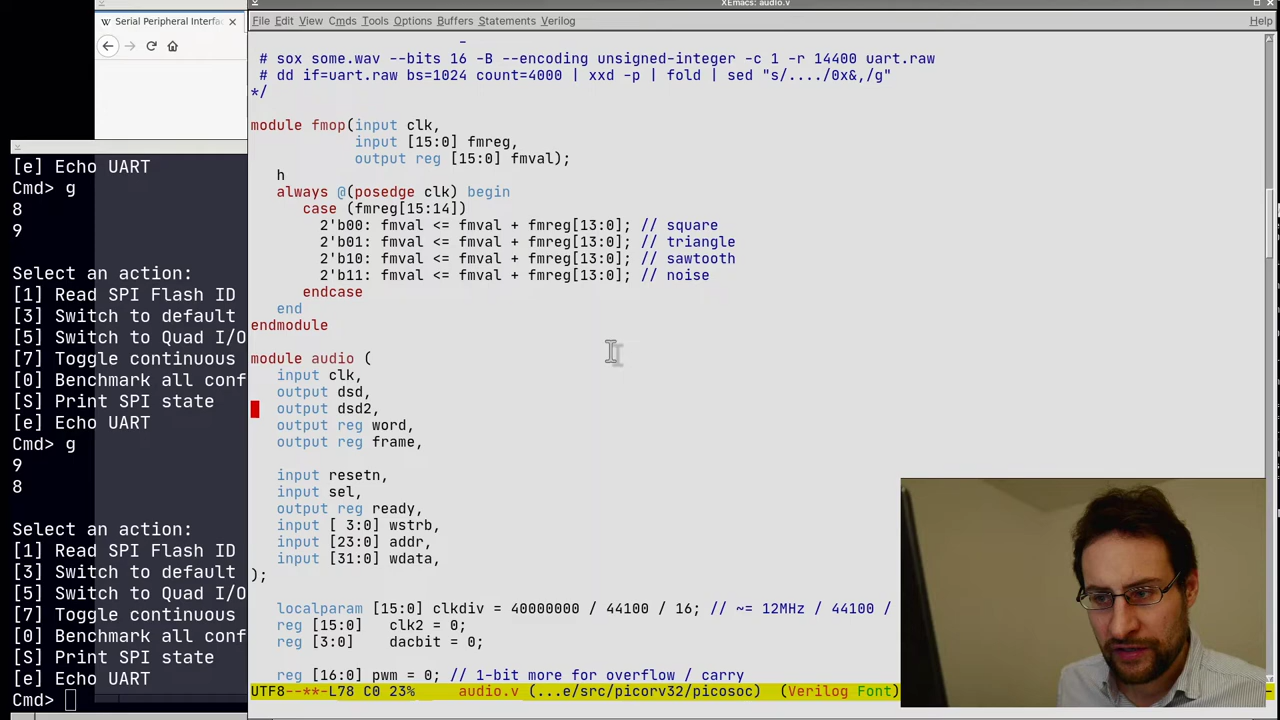 XEmacs: audio.v
Serial Peripheral Interfa
File Edit View Cmds Tools Options Buffers Statements Verilog Help
# sox some.wav --bits 16 -B --encoding unsigned-integer -c 1 -r 14400 uart.raw
# dd if=uart.raw bs=1024 count=4000 | xxd -p | fold | sed "s/..../0x&,/g"
*/
module fmop(input clk,
input [15:0] fmreg,
output reg [15:0] fmval);
h
always @(posedge clk) begin
case (fmreg[15:14])
2'b00: fmval <= fmval + fmreg[13:0]; // square
2'b01: fmval <= fmval + fmreg[13:0]; // triangle
2'b10: fmval <= fmval + fmreg[13:0]; // sawtooth
2'b11: fmval <= fmval + fmreg[13:0]; // noise
endcase
end
endmodule
module audio (
input clk,
output dsd,
output dsd2,
output reg word,
output reg frame,
input resetn,
input sel,
output reg ready,
input [ 3:0] wstrb,
input [23:0] addr,
input [31:0] wdata,
);
localparam [15:0] clkdiv = 40000000 / 44100 / 16; // ~= 12MHz / 44100 /
reg [15:0] clk2 = 0;
reg [3:0] dacbit = 0;
reg [16:0] pwm = 0; // 1-bit more for overflow / carry
UTF8--**-L78 C0 23% audio.v (...e/src/picorv32/picosoc) (Verilog Font)
[e] Echo UART
Cmd> g
8
9
Select an action:
[1] Read SPI Flash ID
[3] Switch to default
[5] Switch to Quad I/O
[7] Toggle continuous
[0] Benchmark all conf
[S] Print SPI state
[e] Echo UART
Cmd> g
9
8
Select an action:
[1] Read SPI Flash ID
[3] Switch to default
[5] Switch to Quad I/O
[7] Toggle continuous
[0] Benchmark all conf
[S] Print SPI state
[e] Echo UART
Cmd>